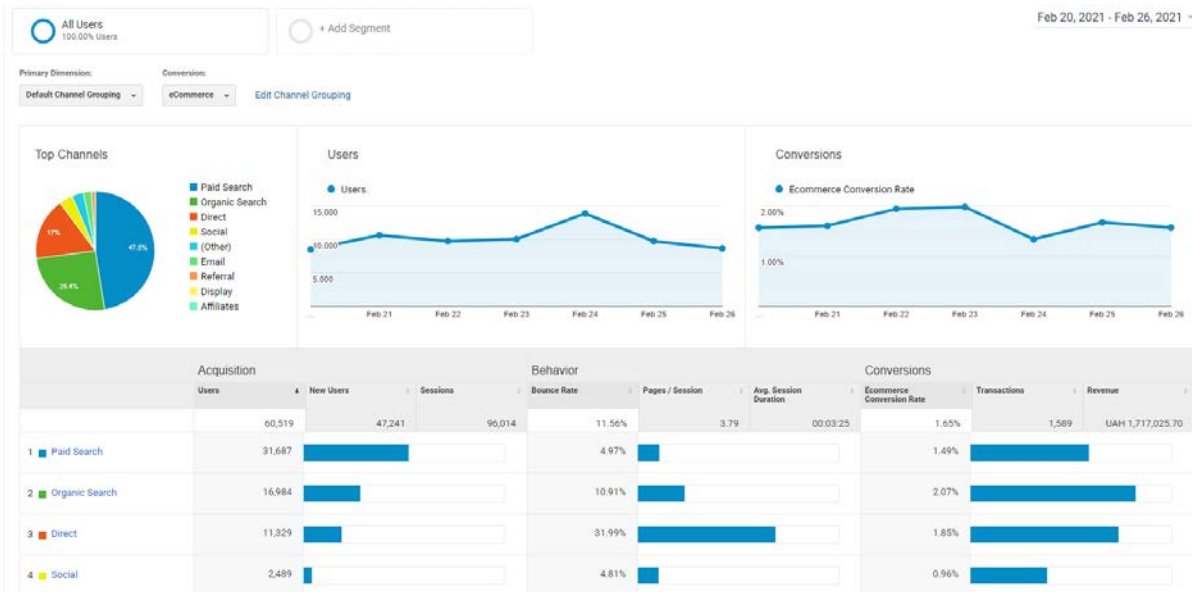 All Users
100.00% Users
+ Add Segment
Feb 20, 2021 - Feb 26, 2021
Primary Dimension:
Conversion:
Default Channel Grouping
eCommerce
Edit Channel Grouping
Top Channels
47.5%
28.4%
17%
Paid Search
Organic Search
Direct
Social
(Other)
Email
Referral
Display
Affiliates
Users
Users
15,000
10,000
5,000
...
Feb 21
Feb 22
Feb 23
Feb 24
Feb 25
Feb 26
Conversions
Ecommerce Conversion Rate
2.00%
1.00%
...
Feb 21
Feb 22
Feb 23
Feb 24
Feb 25
Feb 26
Acquisition
Behavior
Conversions
Users
New Users
Sessions
Bounce Rate
Pages / Session
Avg. Session
Duration
Ecommerce
Conversion Rate
Transactions
Revenue
60,519 47,241 96,014 11.56% 3.79 00:03:25 1.65% 1,589 UAH 1,717,025.70
1 Paid Search 31,687 4.97% 1.49%
2 Organic Search 16,984 10.91% 2.07%
3 Direct 11,329 31.99% 1.85%
4 Social 2,489 4.81% 0.96%